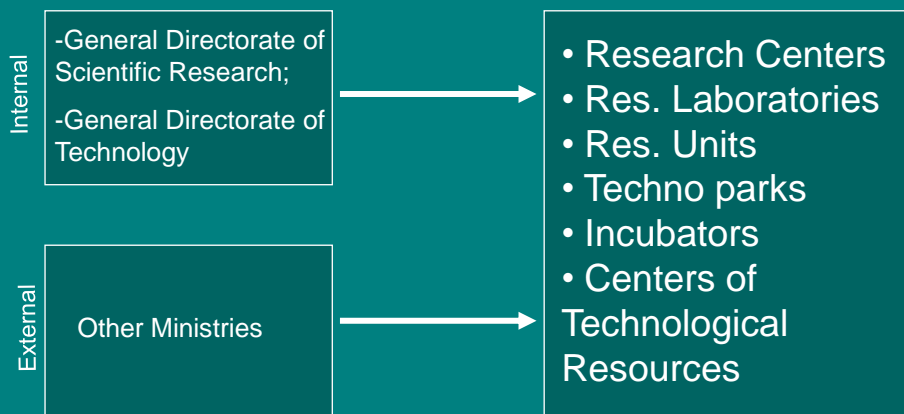 Internal
-General Directorate of
Scientific Research;
-General Directorate of
Technology
External
Other Ministries
• Research Centers
• Res. Laboratories
• Res. Units
• Techno parks
• Incubators
• Centers of
Technological
Resources